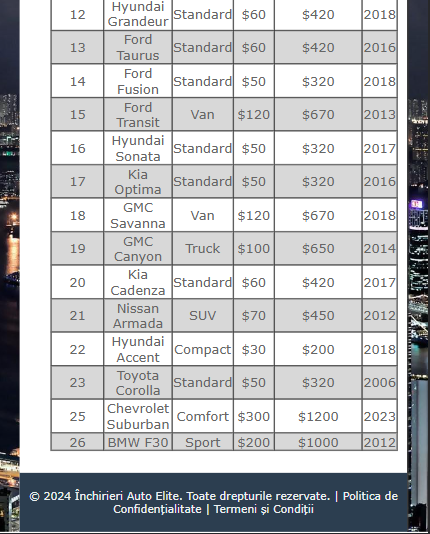 12 Hyundai Grandeur Standard $60 $420 2018
13 Ford Taurus Standard $60 $420 2016
14 Ford Fusion Standard $50 $320 2018
15 Ford Transit Van $120 $670 2013
16 Hyundai Sonata Standard $50 $320 2017
17 Kia Optima Standard $50 $320 2016
18 GMC Savanna Van $120 $670 2018
19 GMC Canyon Truck $100 $650 2014
20 Kia Cadenza Standard $60 $420 2017
21 Nissan Armada SUV $70 $450 2012
22 Hyundai Accent Compact $30 $200 2018
23 Toyota Corolla Standard $50 $320 2006
25 Chevrolet Suburban Comfort $300 $1200 2023
26 BMW F30 Sport $200 $1000 2012
© 2024 Închirieri Auto Elite. Toate drepturile rezervate. | Politica de
Confidențialitate | Termeni și Condiții